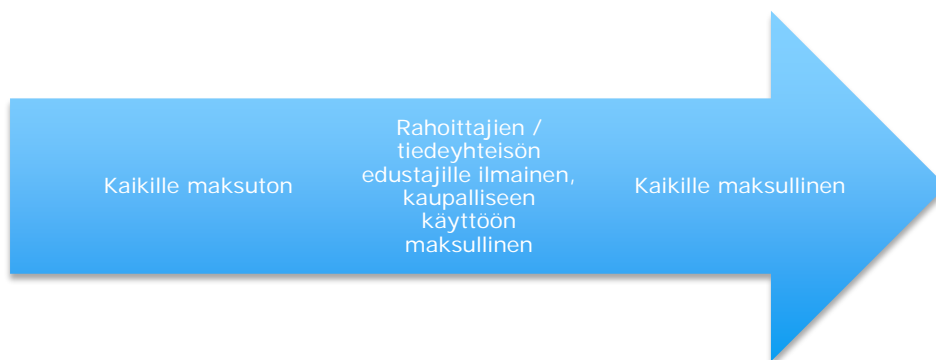 Kaikille maksuton
Rahoittajien /
tiedeyhteisön
edustajille ilmainen,
kaupalliseen
käyttöön
maksullinen
Kaikille maksullinen